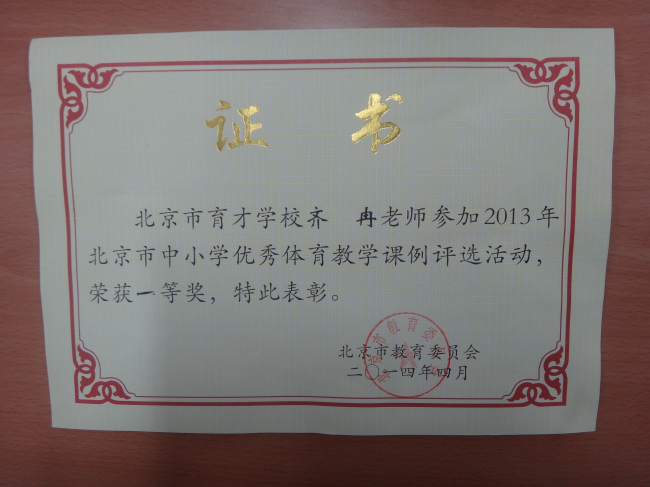 证 书
北京市育才学校齐 冉老师参加2013年
北京市中小学优秀体育教学课例评选活动，
荣获一等奖，特此表彰。
北京市教育委员会
二〇一四年四月